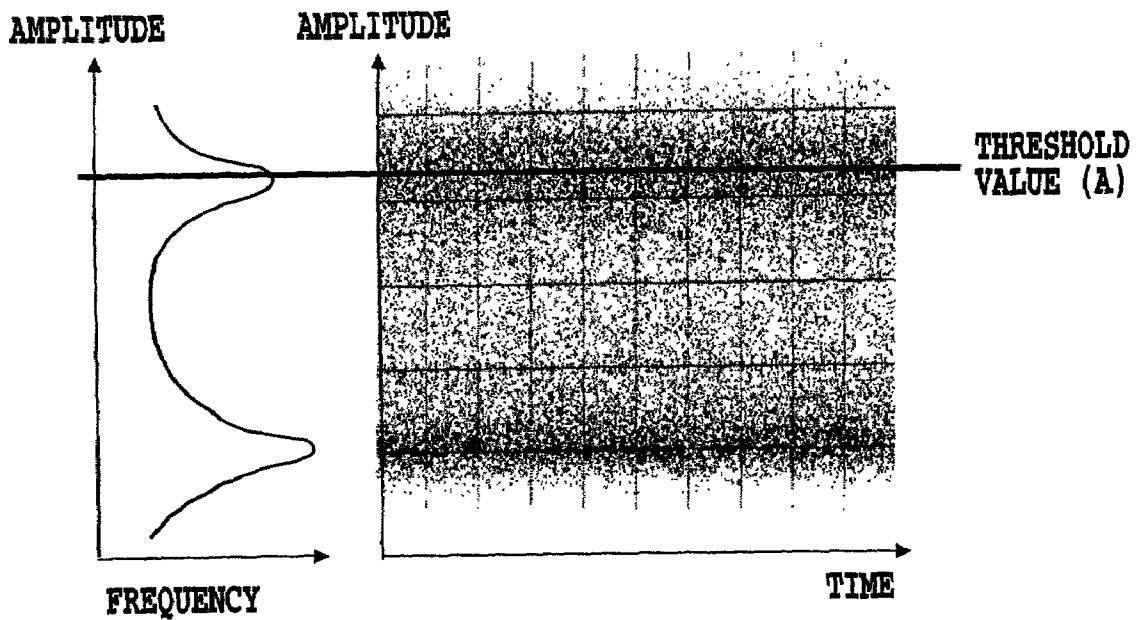 AMPLITUDE
AMPLITUDE
THRESHOLD
VALUE (A)
FREQUENCY
TIME